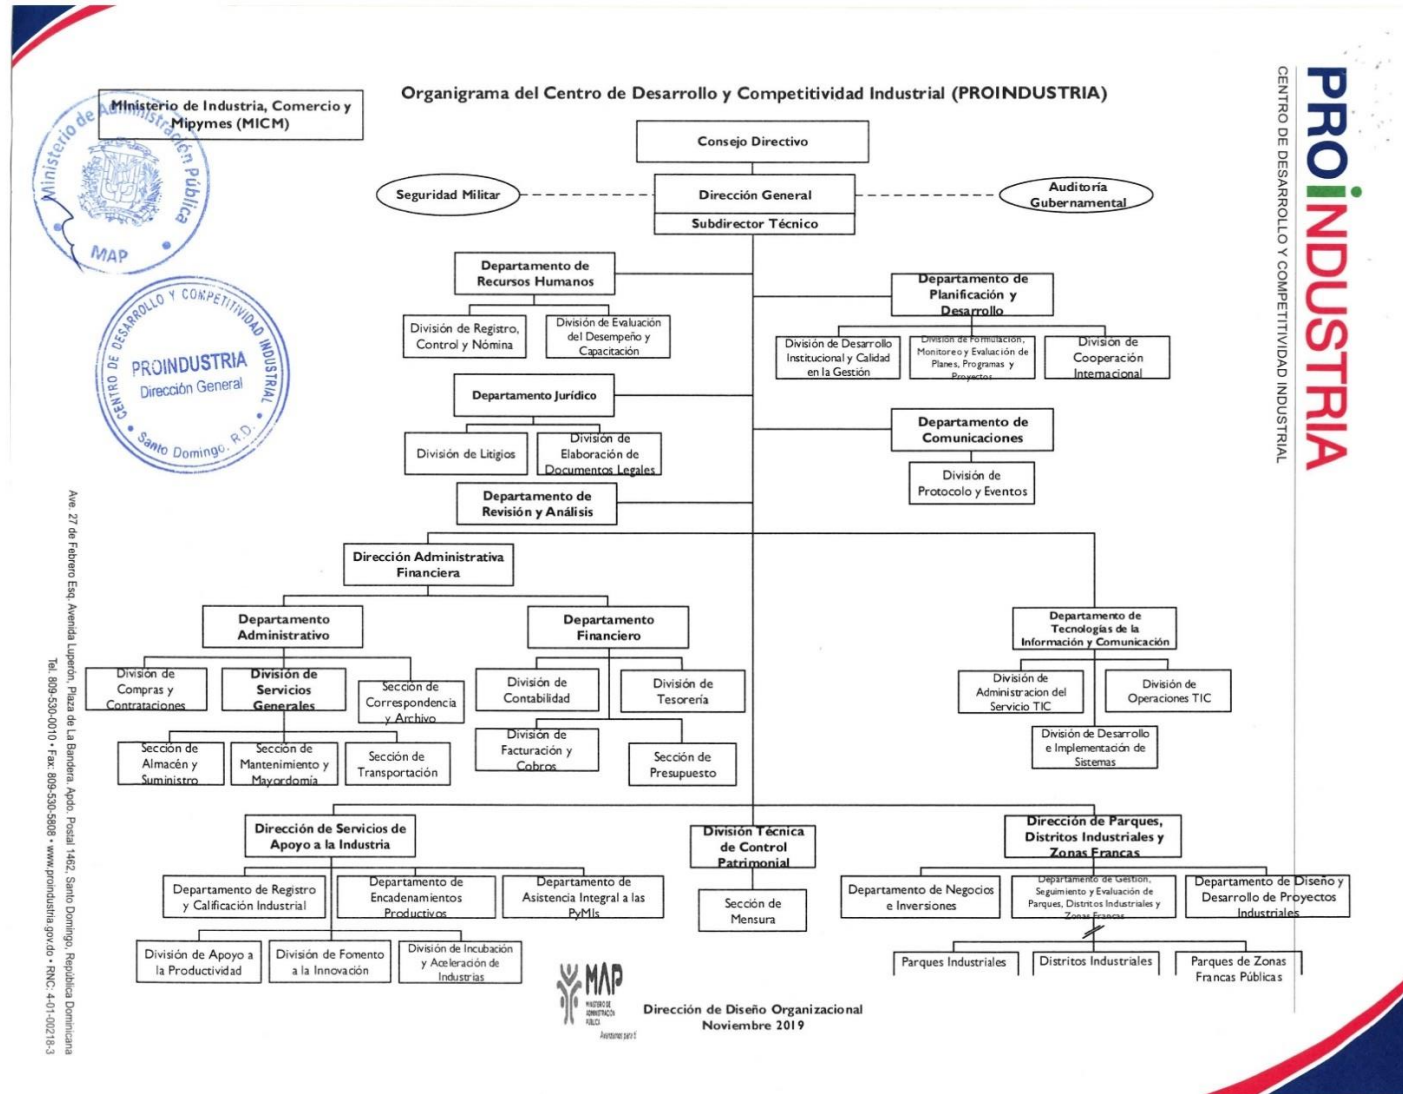 Organigrama del Centro de Desarrollo y Competitividad Industrial (PROINDUSTRIA)
MInisterio de Industria, Comercio y
Mipymes (MICM)
Ministerio de Administración Pública
MAP
CENTRO DE DESARROLLO Y COMPETITIVIDAD INDUSTRIAL
PROINDUSTRIA
Dirección General
Santo Domingo, R.D.
PROiNDUSTRIA
CENTRO DE DESARROLLO Y COMPETITIVIDAD INDUSTRIAL
Consejo Directivo
Seguridad Militar
Dirección General
Auditoría
Gubernamental
Subdirector Técnico
Departamento de
Recursos Humanos
División de Registro,
Control y Nómina
División de Evaluación
del Desempeño y
Capacitación
Departamento de
Planificación y
Desarrollo
División de Desarrollo
Institucional y Calidad
en la Gestión
División de Formulación,
Monitoreo y Evaluación de
Planes, Programas y
Proyectos
División de
Cooperación
Internacional
Departamento Jurídico
División de Litigios
División de
Elaboración de
Documentos Legales
Departamento de
Comunicaciones
División de
Protocolo y Eventos
Departamento de
Revisión y Análisis
Dirección Administrativa
Financiera
Departamento
Administrativo
Departamento
Financiero
Departamento de
Tecnologías de la
Información y Comunicación
División de
Compras y
Contrataciones
División de
Servicios
Generales
Sección de
Correspondencia
y Archivo
División de
Contabilidad
División de
Tesorería
División de
Administracion del
Servicio TIC
División de
Operaciones TIC
Sección de
Almacén y
Suministro
Sección de
Mantenimiento y
Mayordomía
Sección de
Transportación
División de
Facturación y
Cobros
Sección de
Presupuesto
División de Desarrollo
e Implementación de
Sistemas
Dirección de Servicios de
Apoyo a la Industria
División Técnica
de Control
Patrimonial
Dirección de Parques,
Distritos Industriales y
Zonas Francas
Departamento de Registro
y Calificación Industrial
Departamento de
Encadenamientos
Productivos
Departamento de
Asistencia Integral a las
PyMIs
Sección de
Mensura
Departamento de Negocios
e Inversiones
Departamento de Gestión,
Seguimiento y Evaluación de
Parques, Distritos Industriales y
Zonas Francas
Departamento de Diseño y
Desarrollo de Proyectos
Industriales
División de Apoyo a
la Productividad
División de Fomento
a la Innovación
División de Incubación
y Aceleración de
Industrias
Parques Industriales
Distritos Industriales
Parques de Zonas
Francas Públicas
MAP
MINISTERIO DE
ADMINISTRACIÓN
PÚBLICA
Avanzamos para ti
Dirección de Diseño Organizacional
Noviembre 2019
Ave. 27 de Febrero Esq. Avenida Luperón, Plaza de La Bandera. Apdo. Postal 1462, Santo Domingo, República Dominicana
Tel. 809-530-0010 • Fax: 809-530-5808 • www.proindustria.gov.do • RNC: 4-01-00218-3